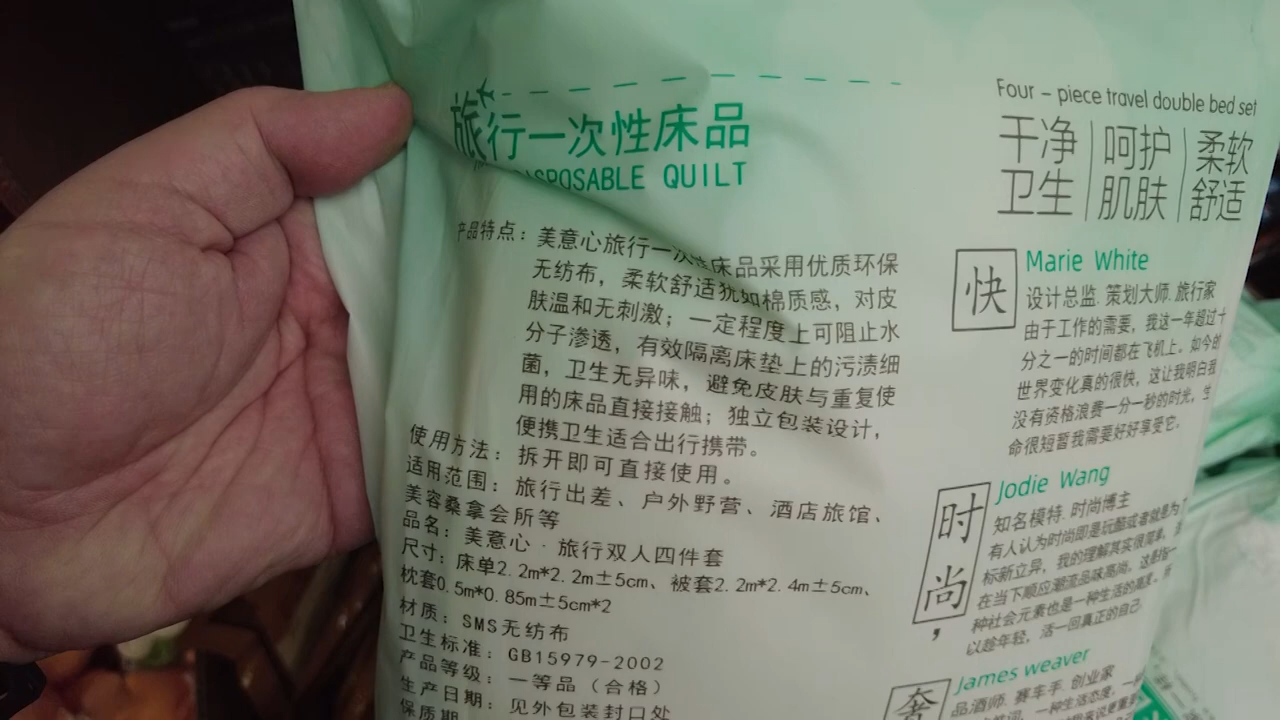 旅行一次性床品
DISPOSABLE QUILT
产品特点：美意心旅行一次性床品采用优质环保
无纺布，柔软舒适犹如棉质感，对皮
肤温和无刺激；一定程度上可阻止水
分子渗透，有效隔离床垫上的污渍细
菌，卫生无异味，避免皮肤与重复使
用的床品直接接触；独立包装设计，
便携卫生适合出行携带。
使用方法：拆开即可直接使用。
适用范围：旅行出差、户外野营、酒店旅馆、
美容桑拿会所等
品名：美意心·旅行双人四件套
尺寸：床单2.2m*2.2m±5cm、被套2.2m*2.4m±5cm、
枕套0.5m*0.85m±5cm*2
材质：SMS无纺布
卫生标准：GB15979-2002
产品等级：一等品（合格）
生产日期：见外包装封口处
保质期
Four - piece travel double bed set
干净 呵护 柔软
卫生 肌肤 舒适
快
Marie White
设计总监.策划大师.旅行家
由于工作的需要，我这一年超过十
分之一的时间都在飞机上。如今的
世界变化真的很快，这让我明白我
没有资格浪费一分一秒的时光，生
命很短暂我需要好好享受它。
时尚，
Jodie Wang
知名模特.时尚博主
有人认为时尚即是玩酷或者就是为了
标新立异，我的理解其实很简单，
在当下顺应潮流品味高尚，这是
种社会元素也是一种生活的高度。
以趁年轻，活一回真正的自己
奢
James weaver
品酒师.赛车手.创业家
一种生活态度，